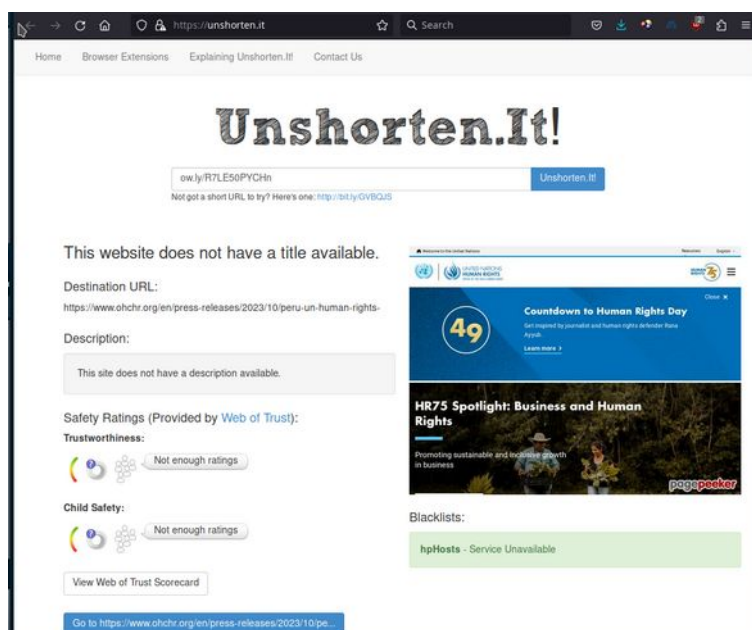 https://unshorten.it
Search
2
Home Browser Extensions Explaining Unshorten.It! Contact Us
Unshorten.It!
ow.ly/R7LE50PYCHn
Unshorten.It!
Not got a short URL to try? Here's one: http://bit.ly/GVBQJS
This website does not have a title available.
Destination URL:
https://www.ohchr.org/en/press-releases/2023/10/peru-un-human-rights-
Description:
This site does not have a description available.
Safety Ratings (Provided by Web of Trust):
Trustworthiness:
Not enough ratings
Child Safety:
Not enough ratings
View Web of Trust Scorecard
Go to https://www.ohchr.org/en/press-releases/2023/10/pe...
Welcome to the United Nations
English
UNITED NATIONS
HUMAN RIGHTS
Close
49
Countdown to Human Rights Day
Get inspired by journalist and human rights defender Rana
Ayyub.
Learn more >
HR75 Spotlight: Business and Human
Rights
Promoting sustainable and inclusive growth
in business
pagepeeker
Blacklists:
hpHosts - Service Unavailable